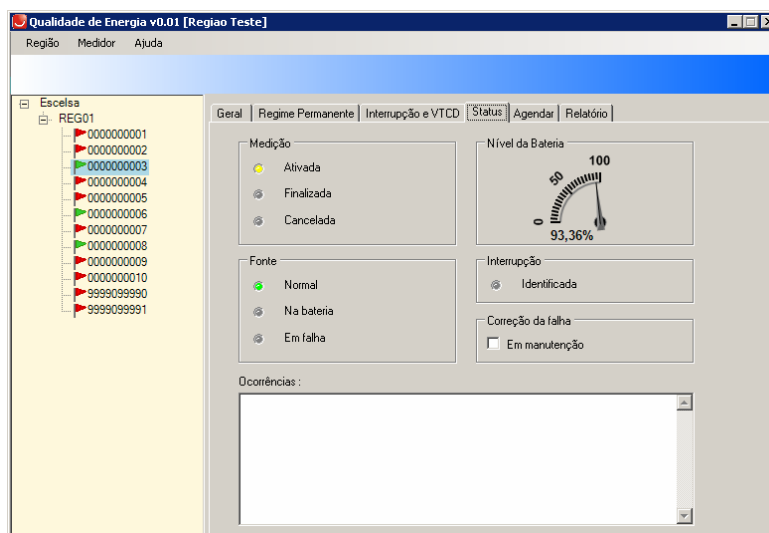 Qualidade de Energia v0.01 [Regiao Teste]
Região Medidor Ajuda
Escelsa
REG01
0000000001
0000000002
0000000003
0000000004
0000000005
0000000006
0000000007
0000000008
0000000009
0000000010
9999099990
9999099991
Geral Regime Permanente Interrupção e VTCD Status Agendar Relatório
Medição
Ativada
Finalizada
Cancelada
Nível da Bateria
0 50 100
93,36%
Fonte
Normal
Na bateria
Em falha
Interrupção
Identificada
Correção da falha
Em manutenção
Ocorrências :